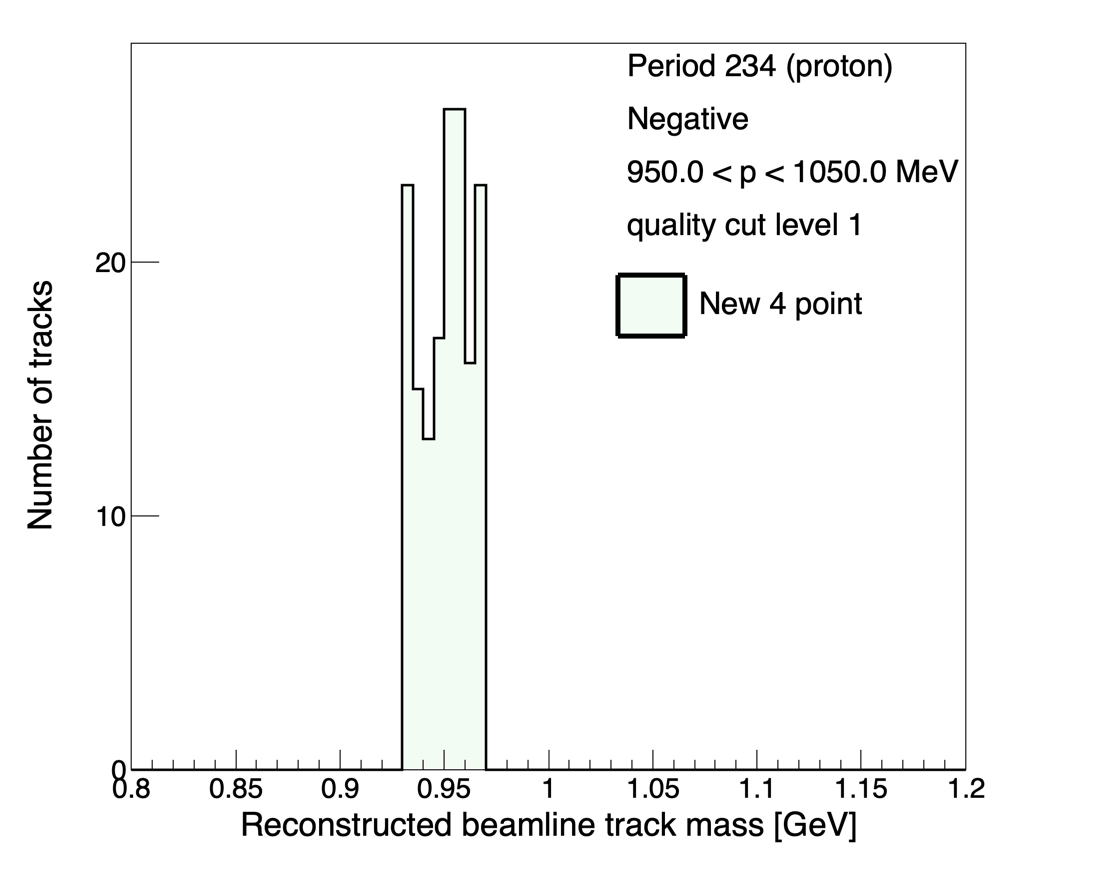 Period 234 (proton)
Negative
950.0 < p < 1050.0 MeV
quality cut level 1
New 4 point
Number of tracks
20
10
0
0.8 0.85 0.9 0.95 1 1.05 1.1 1.15 1.2
Reconstructed beamline track mass [GeV]